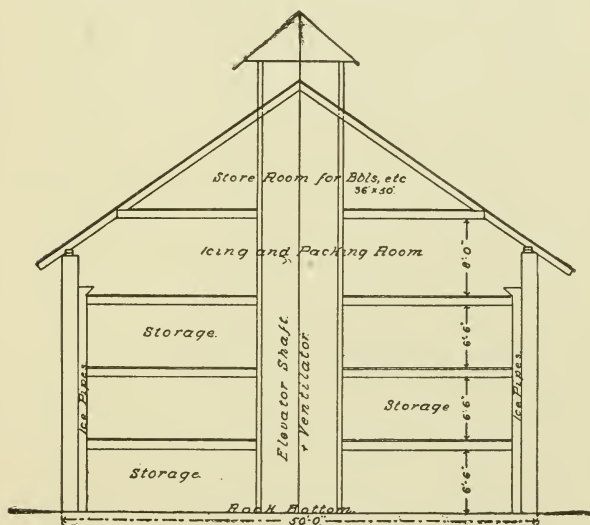 Store Room for Bbls, etc
36' x 50'
Icing and Packing Room
8'-0"
Storage.
6'-6"
Ice Pipes
Elevator Shaft.
+ Ventilator.
6'-6"
Storage
Ice Pipes
Storage
6'-6"
Rock Bottom.
50'-0"